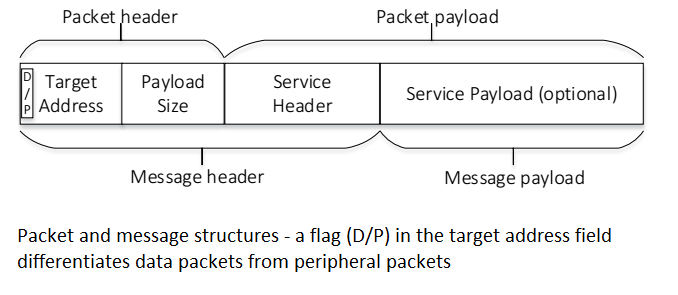 Packet header
Packet payload
D
/
P
Target
Address
Payload
Size
Service
Header
Service Payload (optional)
Message header
Message payload
Packet and message structures - a flag (D/P) in the target address field
differentiates data packets from peripheral packets